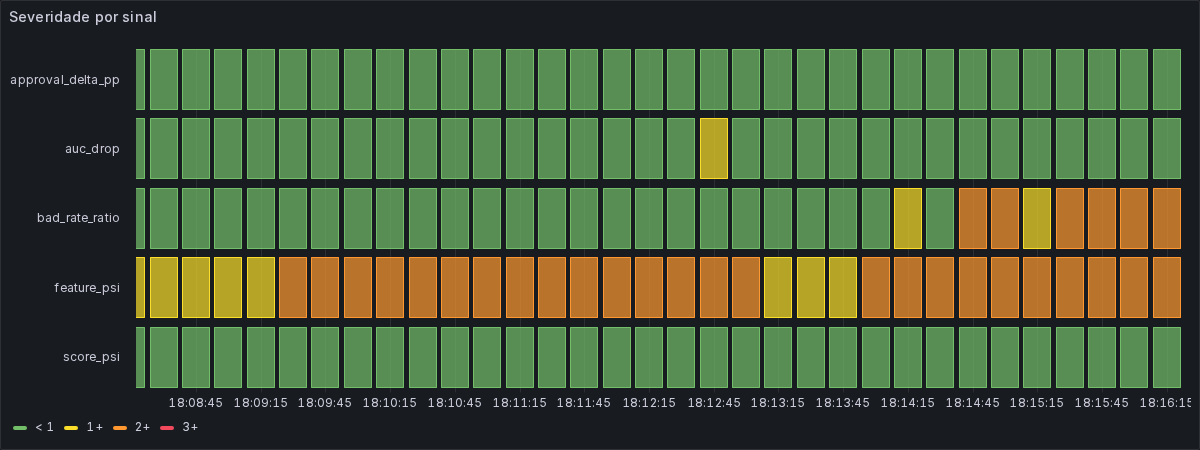 Severidade por sinal
approval_delta_pp
auc_drop
bad_rate_ratio
feature_psi
score_psi
18:08:45 18:09:15 18:09:45 18:10:15 18:10:45 18:11:15 18:11:45 18:12:15 18:12:45 18:13:15 18:13:45 18:14:15 18:14:45 18:15:15 18:15:45 18:16:15
< 1 1+ 2+ 3+